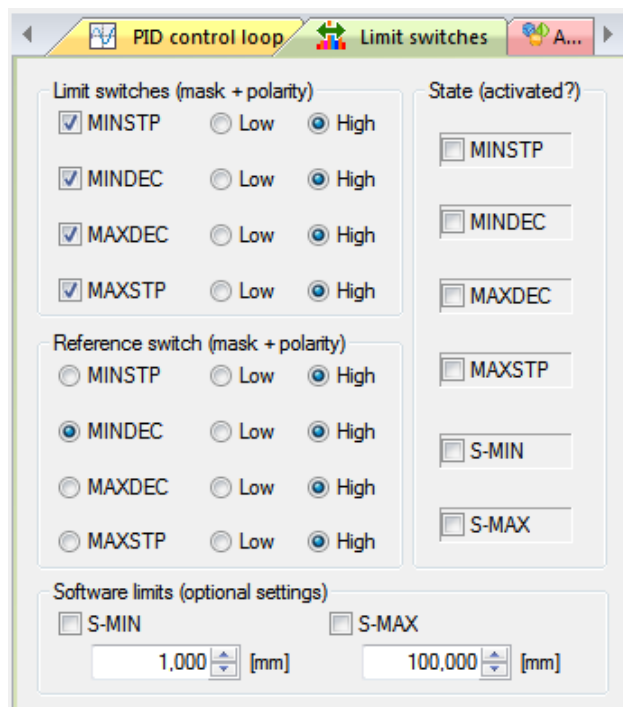 PID control loop Limit switches A...
Limit switches (mask + polarity)
MINSTP Low High
MINDEC Low High
MAXDEC Low High
MAXSTP Low High
State (activated?)
MINSTP
MINDEC
MAXDEC
MAXSTP
S-MIN
S-MAX
Reference switch (mask + polarity)
MINSTP Low High
MINDEC Low High
MAXDEC Low High
MAXSTP Low High
Software limits (optional settings)
S-MIN S-MAX
1,000 [mm] 100,000 [mm]